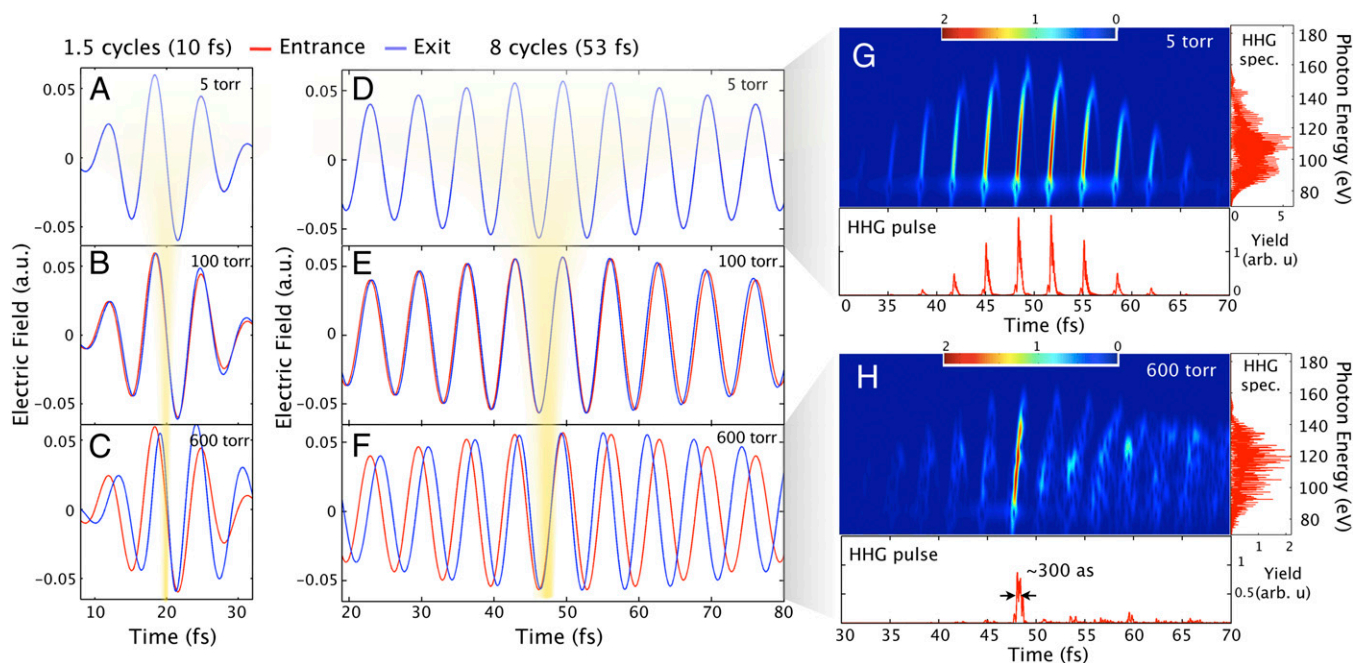 1.5 cycles (10 fs) Entrance Exit 8 cycles (53 fs)
A
5 torr
0.05
0
−0.05
B
100 torr
0.05
0
−0.05
C
600 torr
0.05
0
−0.05
10 20 30
Time (fs)
Electric Field (a.u.)
D
5 torr
0.05
0
−0.05
E
100 torr
0.05
0
−0.05
F
600 torr
0.05
0
−0.05
20 30 40 50 60 70 80
Time (fs)
Electric Field (a.u.)
2 1 0
G
5 torr
HHG
spec.
180
160
140
120
100
80
Photon Energy (eV)
0 5
HHG pulse
1
0
Yield
(arb. u)
30 35 40 45 50 55 60 65 70
Time (fs)
2 1 0
H
600 torr
HHG
spec.
180
160
140
120
100
80
Photon Energy (eV)
0 1 2
HHG pulse
~300 as
1
0.5
Yield
(arb. u)
30 35 40 45 50 55 60 65 70
Time (fs)